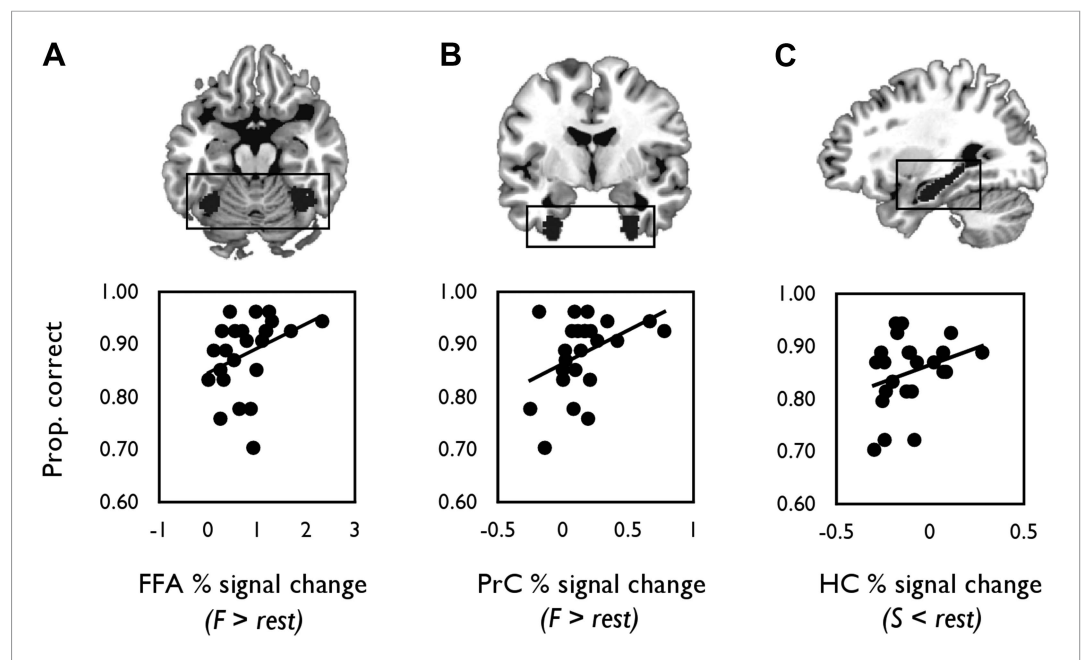 A
B
C
Prop. correct
1.00
0.90
0.80
0.70
0.60
-1
0
1
2
3
FFA % signal change
(F > rest)
1.00
0.90
0.80
0.70
0.60
-0.5
0
0.5
1
PrC % signal change
(F > rest)
1.00
0.90
0.80
0.70
0.60
-0.5
0
0.5
HC % signal change
(S < rest)